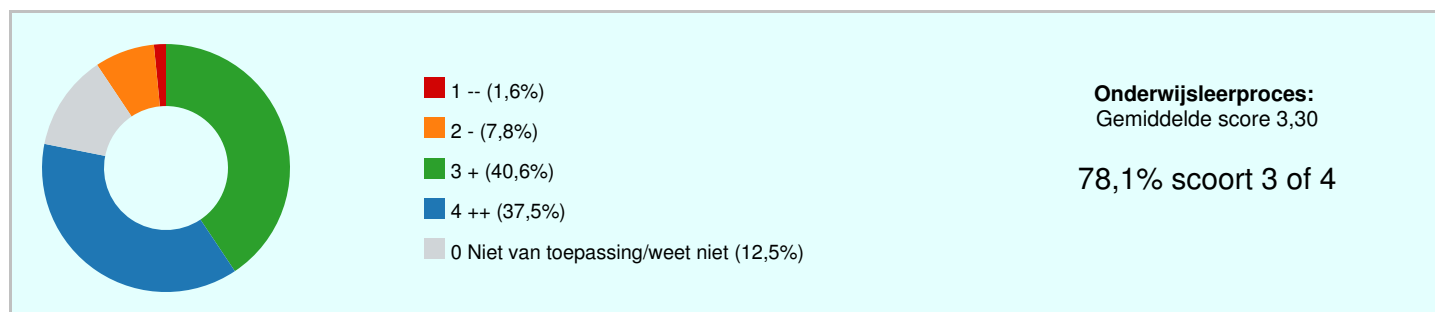 1 -- (1,6%)
2 - (7,8%)
3 + (40,6%)
4 ++ (37,5%)
0 Niet van toepassing/weet niet (12,5%)
Onderwijsleerproces:
Gemiddelde score 3,30
78,1% scoort 3 of 4